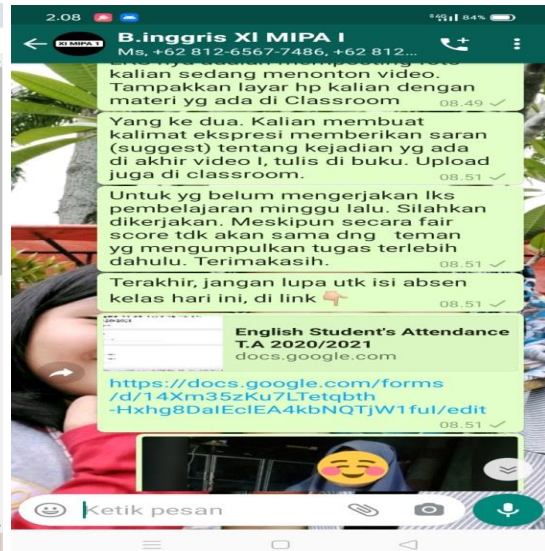 2.08
84%
XI MIPA 1
B.inggris XI MIPA I
Ms, +62 812-6567-7486, +62 812...
kalian sedang menonton video.
Tampakkan layar hp kalian dengan
materi yg ada di Classroom
08.49
Yang ke dua. Kalian membuat
kalimat ekspresi memberikan saran
(suggest) tentang kejadian yg ada
di akhir video I, tulis di buku. Upload
juga di classroom.
08.51
Untuk yg belum mengerjakan lks
pembelajaran minggu lalu. Silahkan
dikerjakan. Meskipun secara fair
score tdk akan sama dng teman
yg mengumpulkan tugas terlebih
dahulu. Terimakasih.
08.51
Terakhir, jangan lupa utk isi absen
kelas hari ini, di link
08.51
English Student's Attendance
T.A 2020/2021
docs.google.com
https://docs.google.com/forms
/d/14Xm35zKu7LTetqbth
-Hxhg8DaIEclEA4kbNQTjW1fuI/edit
08.51
Ketik pesan